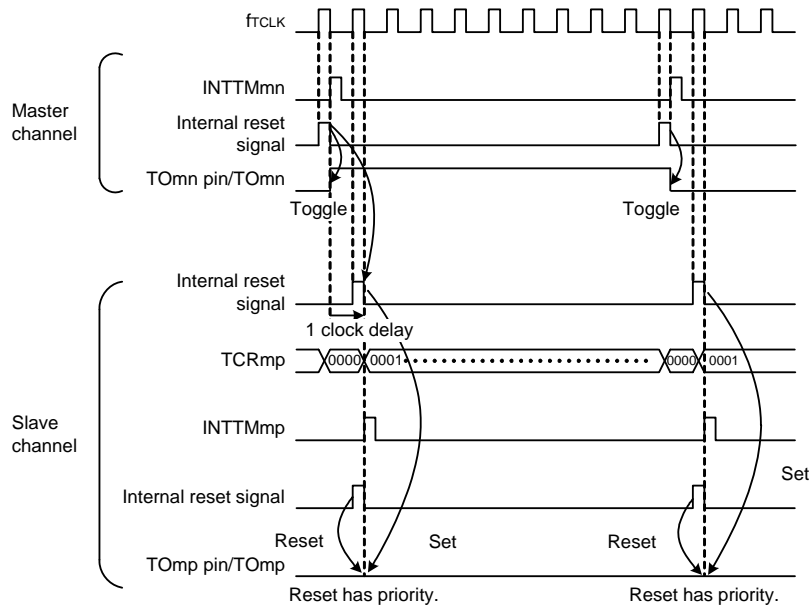 fTCLK
INTTMmn
Master
channel
Internal reset
signal
TOmn pin/TOmn
Toggle
Toggle
Internal reset
signal
1 clock delay
TCRmp
0000
0001
0000
0001
Slave
channel
INTTMmp
Set
Internal reset signal
Reset
Set
Reset
TOmp pin/TOmp
Reset has priority.
Reset has priority.